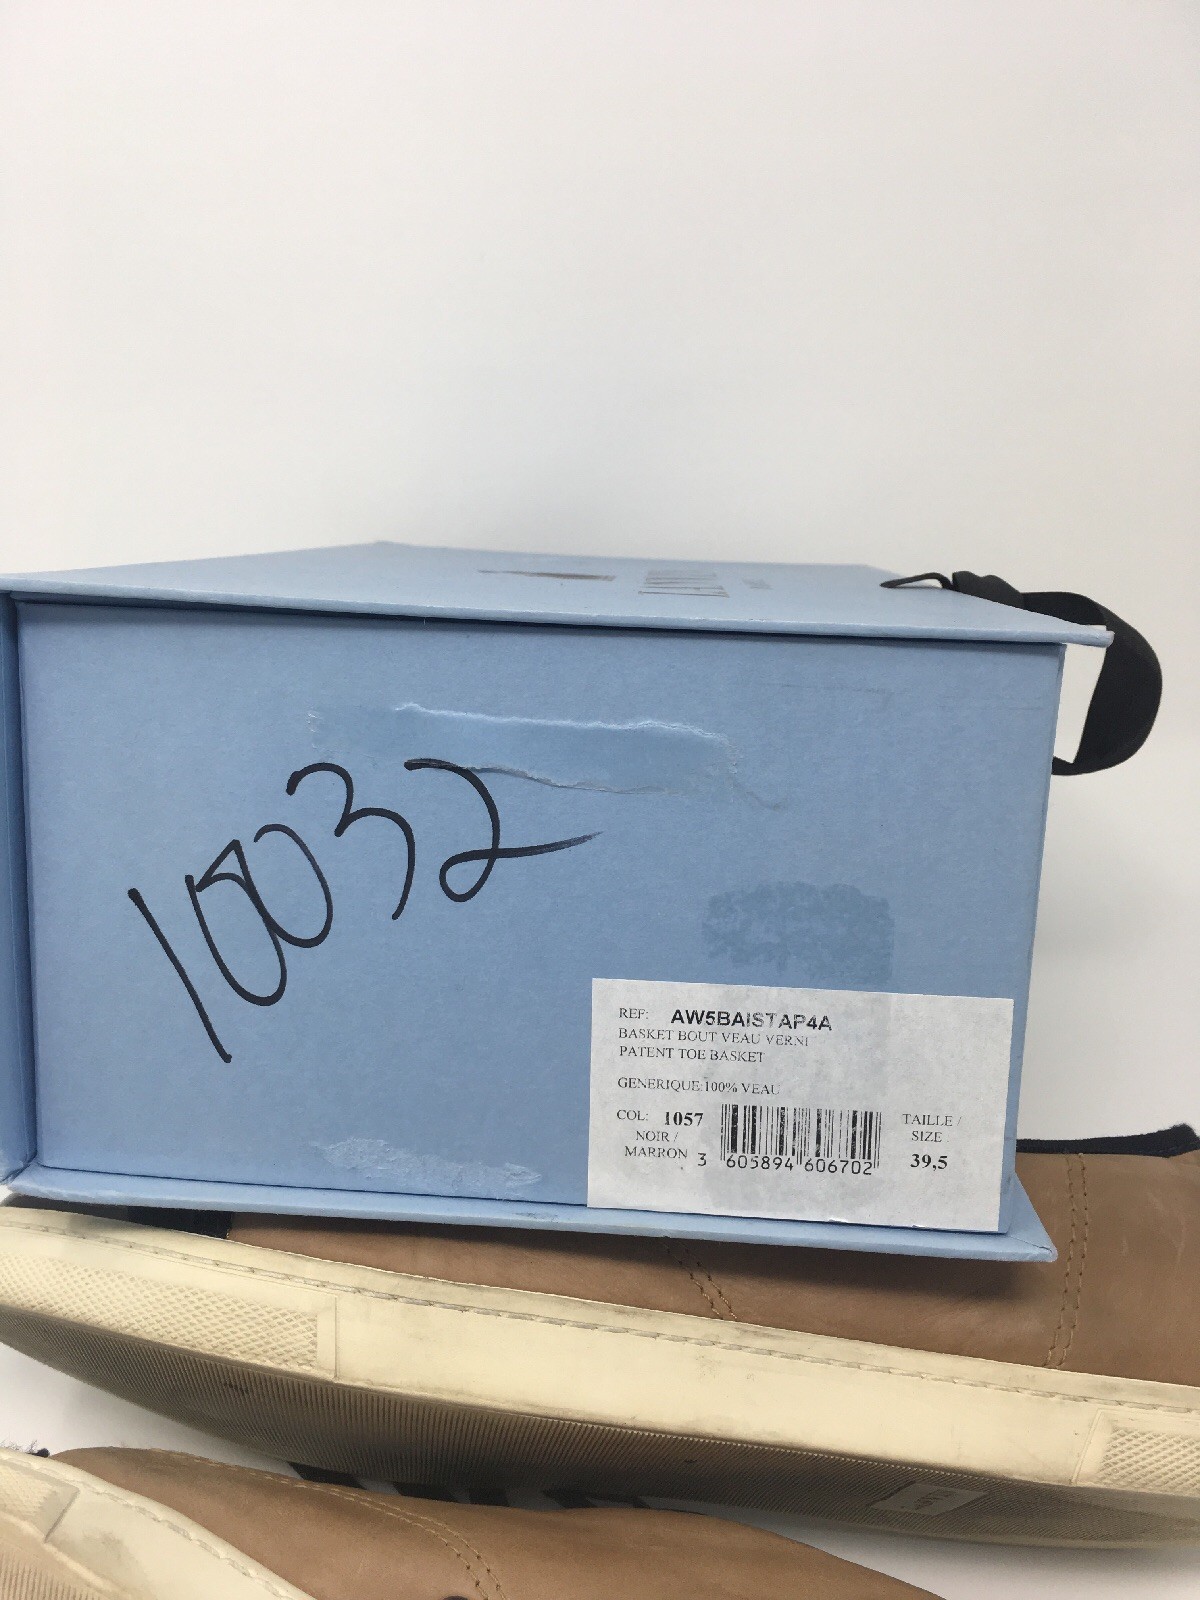 10032
REF: AW5BAISTAP4A
BASKET BOUT VEAU VERNI
PATENT TOE BASKET
GENERIQUE:100% VEAU
COL: 1057
NOIR /
MARRON
3 605894 606702
TAILLE /
SIZE
39,5